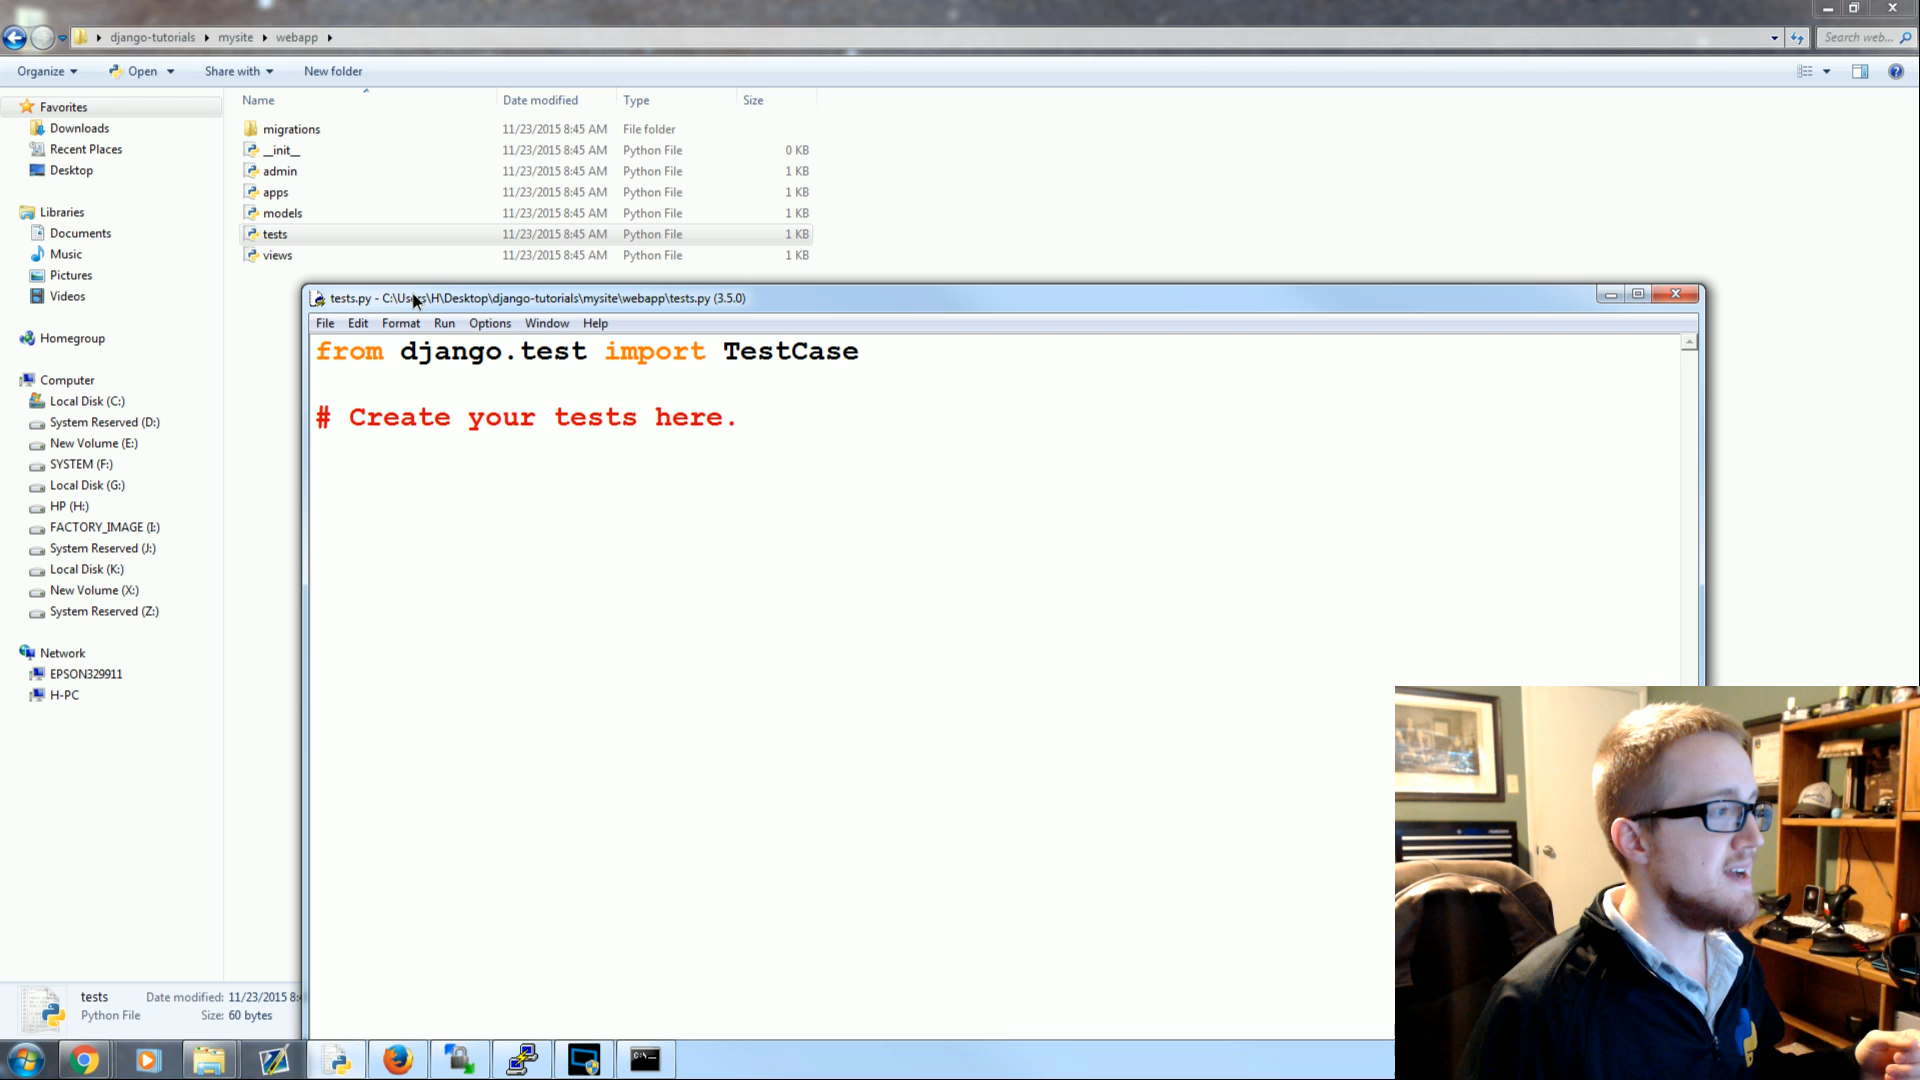 django-tutorials mysite webapp
Search web...
Organize Open Share with New folder
Name Date modified Type Size
Favorites
Downloads
Recent Places
Desktop
Libraries
Documents
Music
Pictures
Videos
Homegroup
Computer
Local Disk (C:)
System Reserved (D:)
New Volume (E:)
SYSTEM (F:)
Local Disk (G:)
HP (H:)
FACTORY_IMAGE (I:)
System Reserved (J:)
Local Disk (K:)
New Volume (X:)
System Reserved (Z:)
Network
EPSON329911
H-PC
migrations 11/23/2015 8:45 AM File folder
__init__ 11/23/2015 8:45 AM Python File 0 KB
admin 11/23/2015 8:45 AM Python File 1 KB
apps 11/23/2015 8:45 AM Python File 1 KB
models 11/23/2015 8:45 AM Python File 1 KB
tests 11/23/2015 8:45 AM Python File 1 KB
views 11/23/2015 8:45 AM Python File 1 KB
tests.py - C:\Users\H\Desktop\django-tutorials\mysite\webapp\tests.py (3.5.0)
File Edit Format Run Options Window Help
from django.test import TestCase
# Create your tests here.
tests Date modified: 11/23/2015 8:4
Python File Size: 60 bytes
C:\_